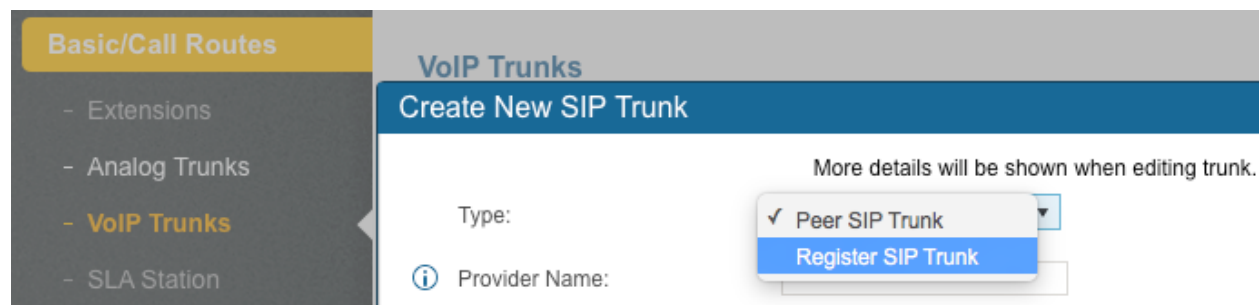 Basic/Call Routes
- Extensions
- Analog Trunks
- VoIP Trunks
- SLA Station
VoIP Trunks
Create New SIP Trunk
More details will be shown when editing trunk.
Type:
✓ Peer SIP Trunk
Register SIP Trunk
Provider Name: